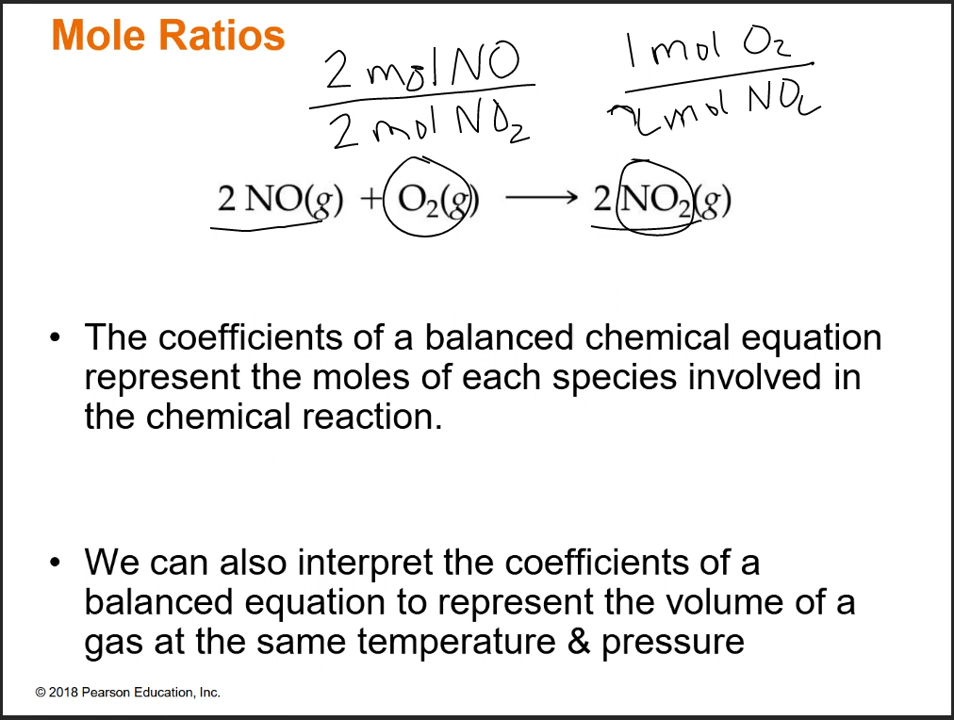 Mole Ratios
2 mol NO
2 mol NO₂
1 mol O₂
2 mol NO₂
2 NO(g) + O₂(g) ⟶ 2 NO₂(g)
• The coefficients of a balanced chemical equation
represent the moles of each species involved in
the chemical reaction.
• We can also interpret the coefficients of a
balanced equation to represent the volume of a
gas at the same temperature & pressure
© 2018 Pearson Education, Inc.